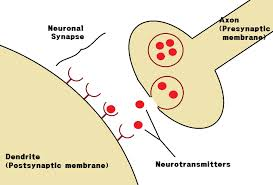 Neuronal
Synapse
Axon
(Presynaptic
membrane)
Dendrite
(Postsynaptic membrane)
Neurotransmitters